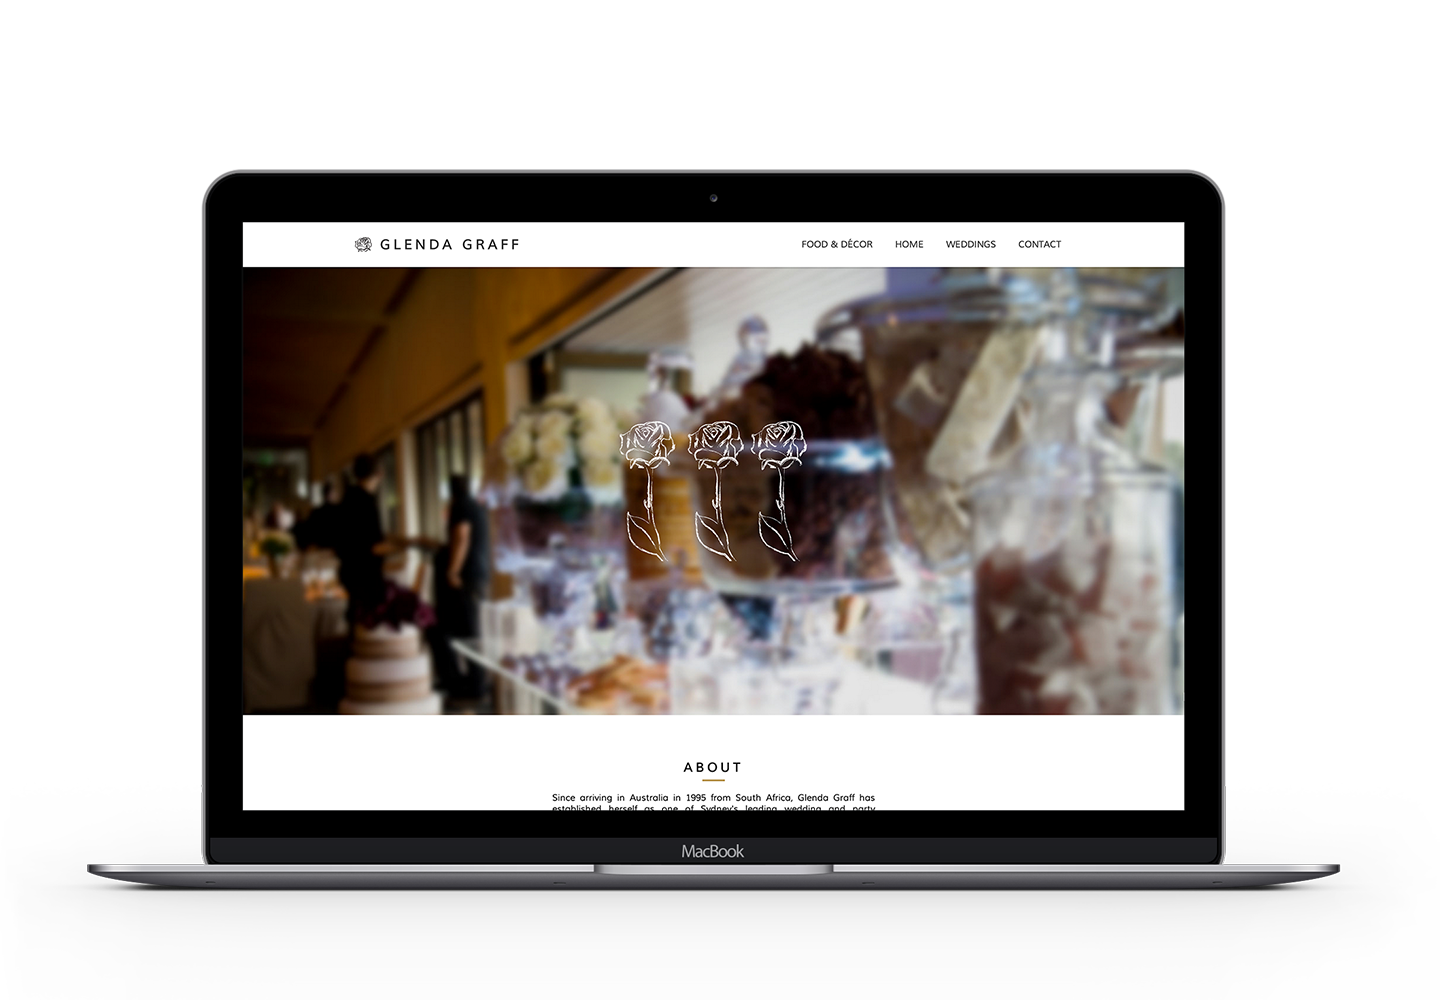 GLENDA GRAFF
FOOD & DÉCOR HOME WEDDINGS CONTACT
ABOUT
Since arriving in Australia in 1995 from South Africa, Glenda Graff has
established herself as one of Sydney's leading wedding and party
MacBook